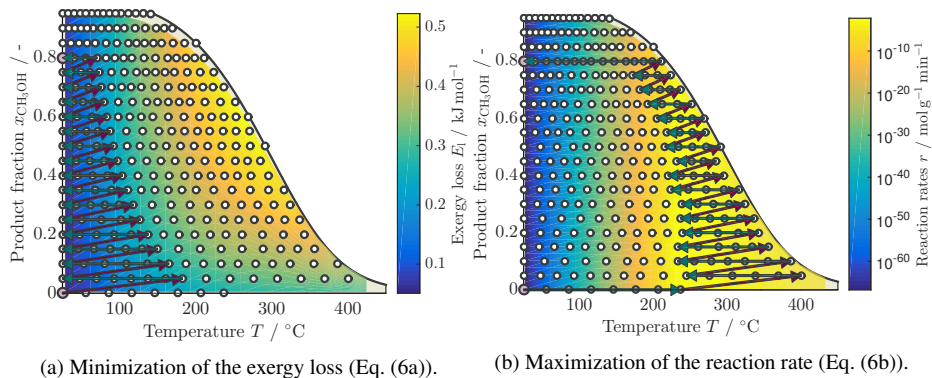 0.8
0.6
0.4
0.2
0
Product fraction x_CH3OH / -
100 200 300 400
Temperature T / °C
0.5
0.4
0.3
0.2
0.1
Exergy loss E_l / kJ mol⁻¹
(a) Minimization of the exergy loss (Eq. (6a)).
0.8
0.6
0.4
0.2
0
Product fraction x_CH3OH / -
100 200 300 400
Temperature T / °C
10⁻¹⁰
10⁻²⁰
10⁻³⁰
10⁻⁴⁰
10⁻⁵⁰
10⁻⁶⁰
Reaction rates r / mol g⁻¹ min⁻¹
(b) Maximization of the reaction rate (Eq. (6b)).